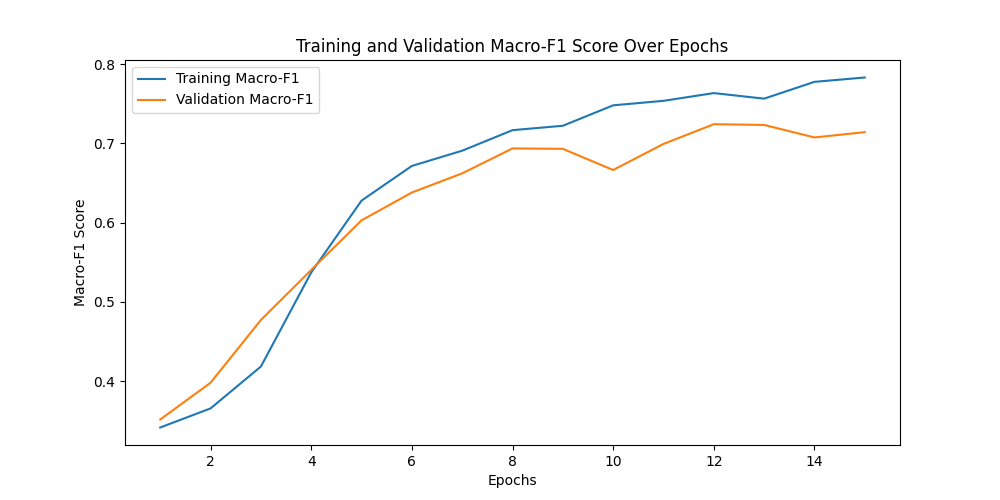 Training and Validation Macro-F1 Score Over Epochs
Training Macro-F1
Validation Macro-F1
Macro-F1 Score
0.8
0.7
0.6
0.5
0.4
2 4 6 8 10 12 14
Epochs